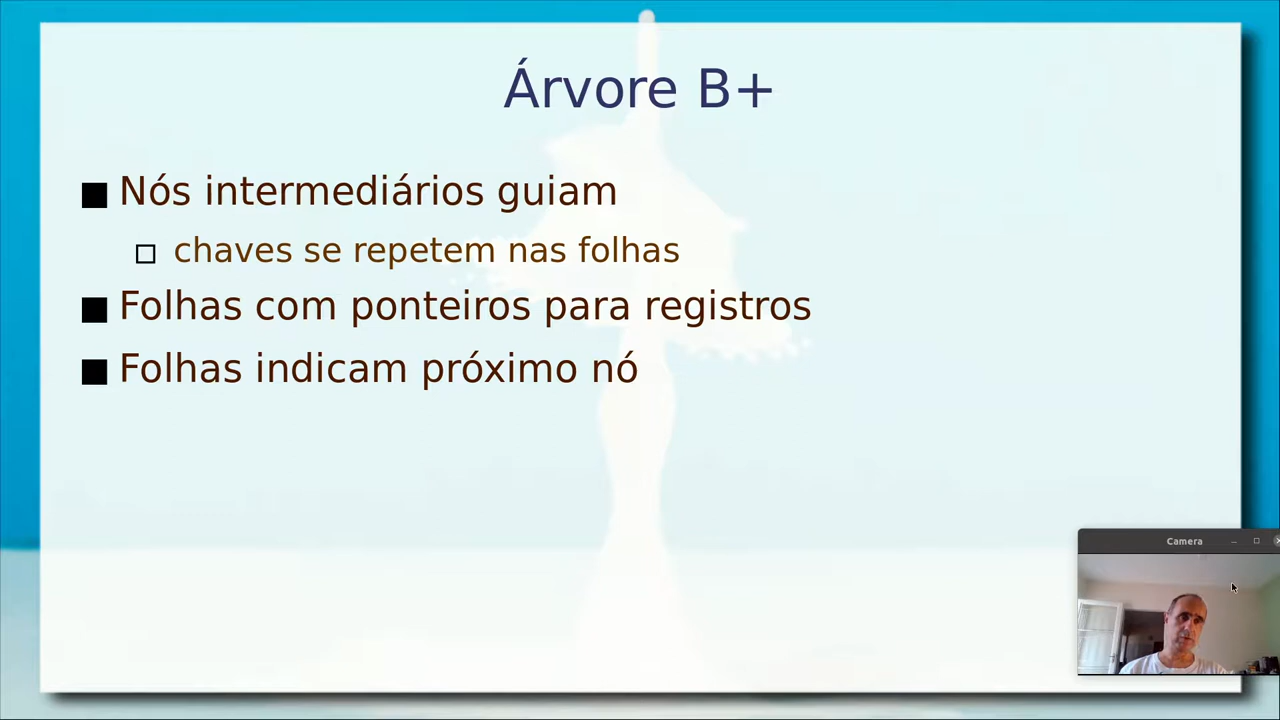 Árvore B+
Nós intermediários guiam
chaves se repetem nas folhas
Folhas com ponteiros para registros
Folhas indicam próximo nó
Camera